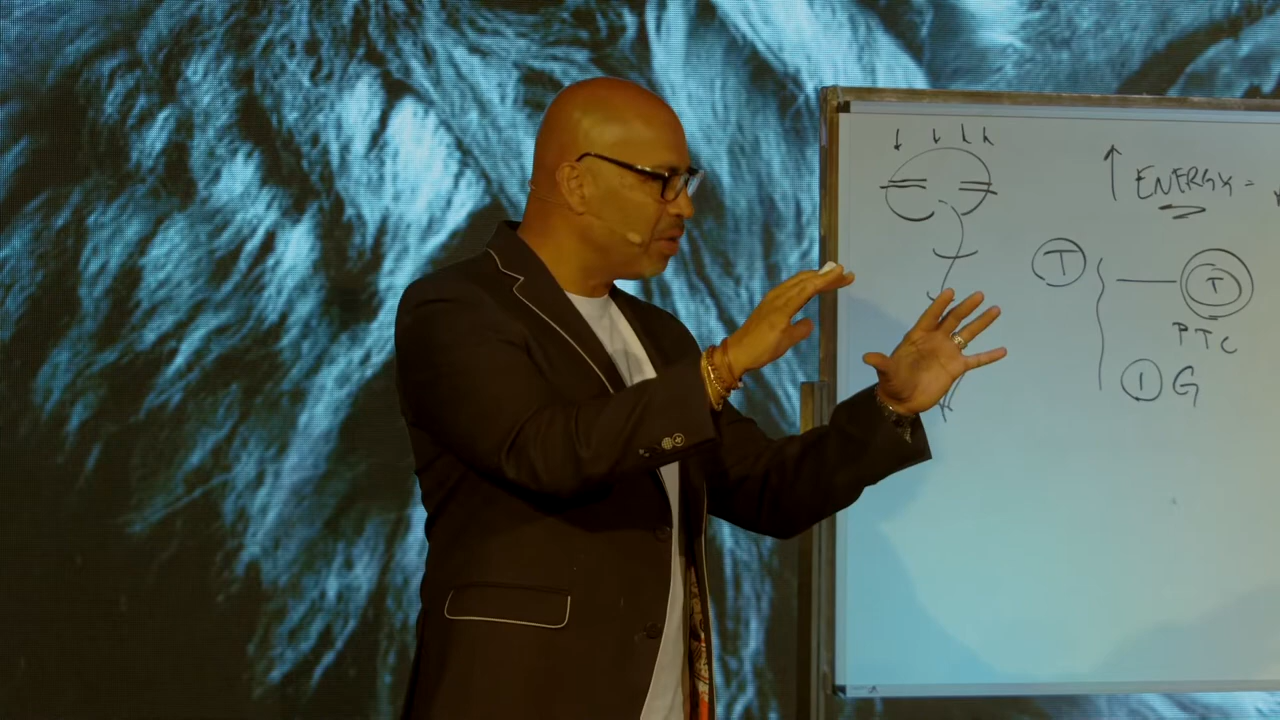 ENERGY =
T
T
PTC
1 G